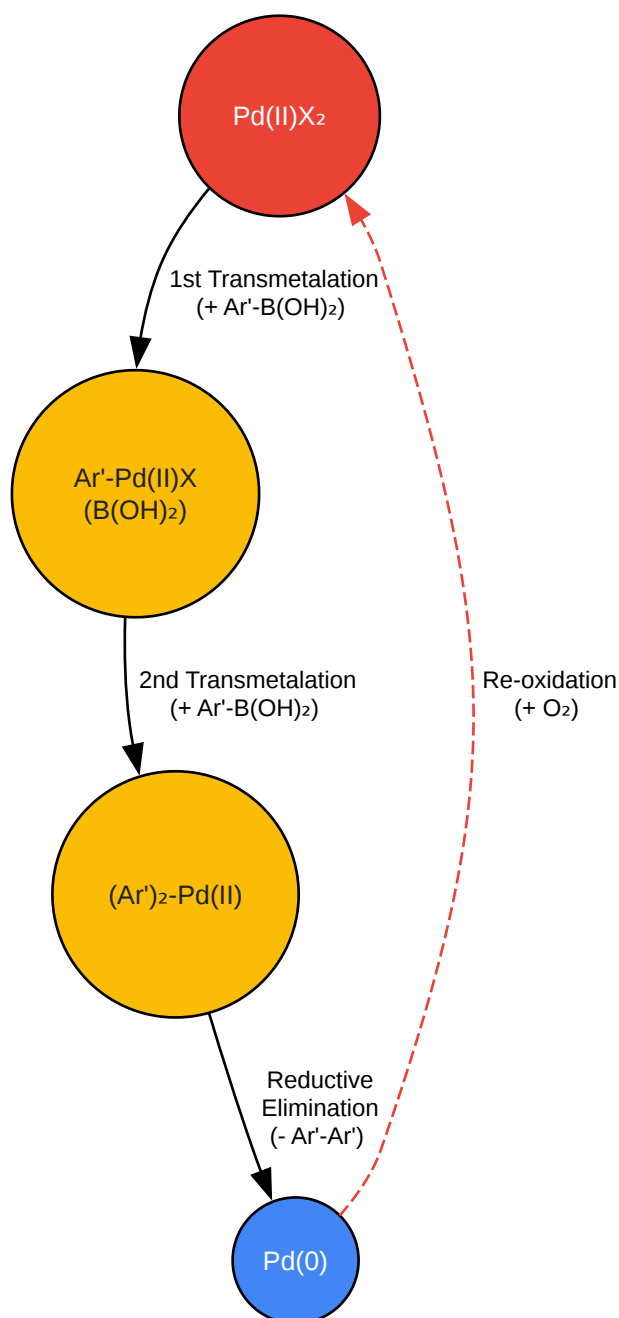 Pd(II)X₂
1st Transmetalation
(+ Ar'-B(OH)₂)
Ar'-Pd(II)X
(B(OH)₂)
2nd Transmetalation
(+ Ar'-B(OH)₂)
Re-oxidation
(+ O₂)
(Ar')₂-Pd(II)
Reductive
Elimination
(- Ar'-Ar')
Pd(0)